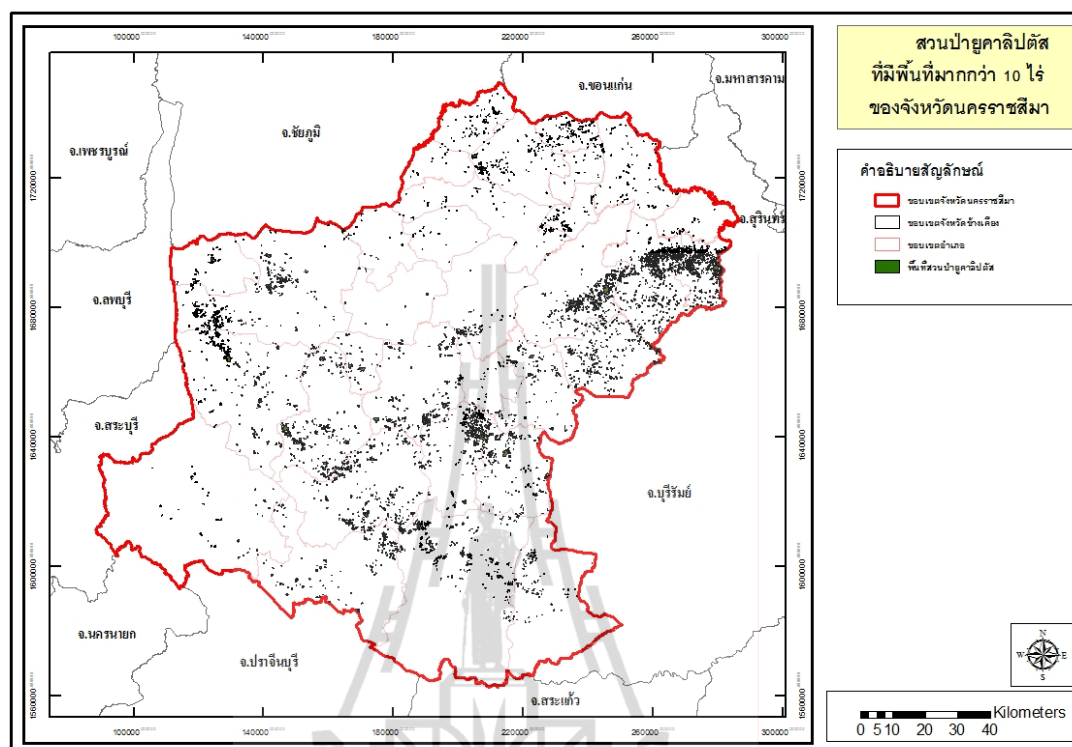 100000 140000 180000 220000 260000 300000
สวนป่ายูคาลิปตัส
ที่มีพื้นที่มากกว่า 10 ไร่
ของจังหวัดนครราชสีมา
จ.มหาสารคาม
จ.ขอนแก่น
จ.ชัยภูมิ
จ.เพชรบูรณ์
คำอธิบายสัญลักษณ์
ขอบเขตจังหวัดนครราชสีมา
ขอบเขตจังหวัดข้างเคียง
ขอบเขตอำเภอ
พื้นที่สวนป่ายูคาลิปตัส
1720000 1720000
จ.สุรินทร์
จ.ลพบุรี
1680000 1680000
จ.สระบุรี
1640000 1640000
จ.บุรีรัมย์
1600000 1600000
จ.นครนายก
จ.ปราจีนบุรี
จ.สระแก้ว
1560000 1560000
N
W E
S
Kilometers
0 5 10 20 30 40
100000 140000 180000 220000 260000 300000